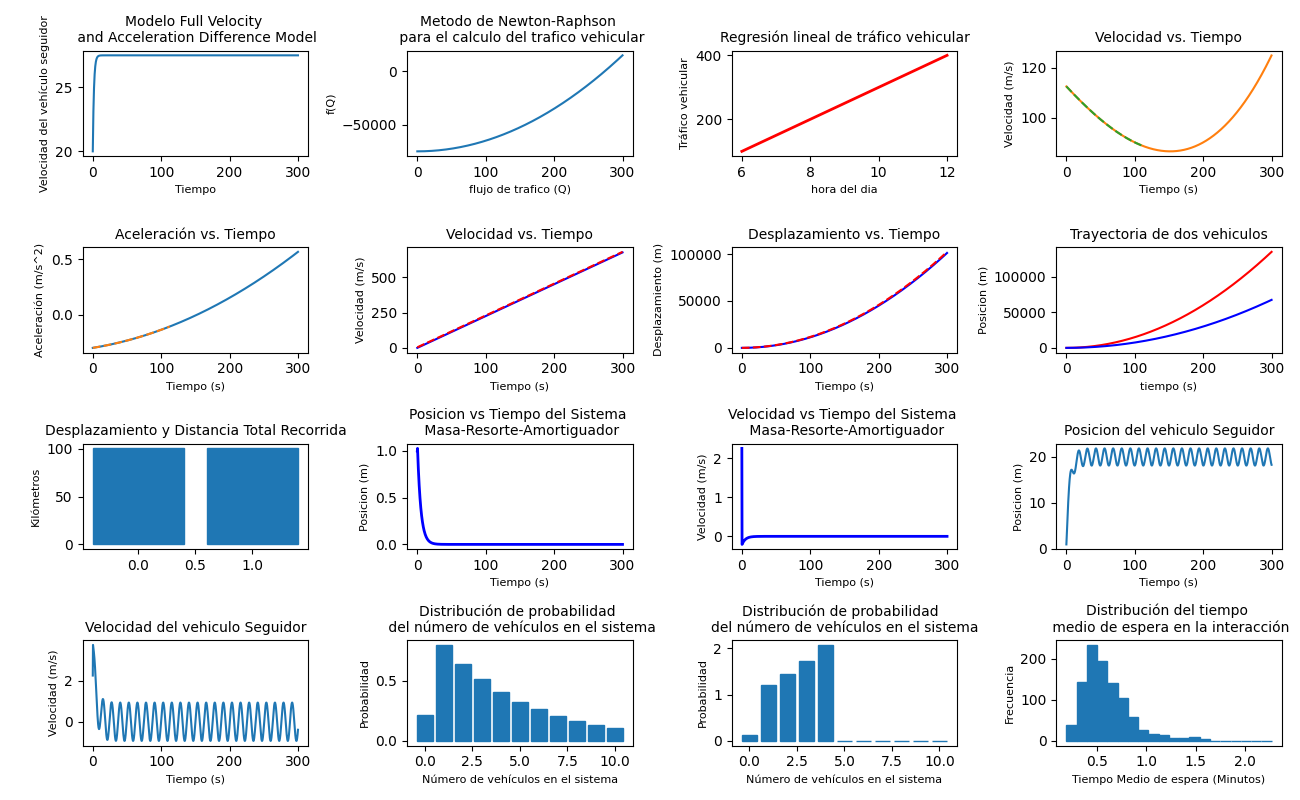 Modelo Full Velocity
and Acceleration Difference Model
Velocidad del vehículo seguidor
25
20
0 100 200 300
Tiempo
Metodo de Newton-Raphson
para el calculo del trafico vehicular
f(Q)
0
−50000
0 100 200 300
flujo de trafico (Q)
Regresión lineal de tráfico vehicular
Tráfico vehicular
400
200
6 8 10 12
hora del dia
Velocidad vs. Tiempo
Velocidad (m/s)
120
100
0 100 200 300
Tiempo (s)
Aceleración vs. Tiempo
Aceleración (m/s^2)
0.5
0.0
0 100 200 300
Tiempo (s)
Velocidad vs. Tiempo
Velocidad (m/s)
500
250
0
0 100 200 300
Tiempo (s)
Desplazamiento vs. Tiempo
Desplazamiento (m)
100000
50000
0
0 100 200 300
Tiempo (s)
Trayectoria de dos vehiculos
Posicion (m)
100000
50000
0
0 100 200 300
tiempo (s)
Desplazamiento y Distancia Total Recorrida
Kilómetros
100
50
0
0.0 0.5 1.0
Posicion vs Tiempo del Sistema
Masa-Resorte-Amortiguador
Posicion (m)
1.0
0.5
0.0
0 100 200 300
Tiempo (s)
Velocidad vs Tiempo del Sistema
Masa-Resorte-Amortiguador
Velocidad (m/s)
2
1
0
0 100 200 300
Tiempo (s)
Posicion del vehiculo Seguidor
Posicion (m)
20
10
0
0 100 200 300
Tiempo (s)
Velocidad del vehiculo Seguidor
Velocidad (m/s)
2
0
0 100 200 300
Tiempo (s)
Distribución de probabilidad
del número de vehículos en el sistema
Probabilidad
0.5
0.0
0.0 2.5 5.0 7.5 10.0
Número de vehículos en el sistema
Distribución de probabilidad
del número de vehículos en el sistema
Probabilidad
2
1
0
0.0 2.5 5.0 7.5 10.0
Número de vehículos en el sistema
Distribución del tiempo
medio de espera en la interacción
Frecuencia
200
100
0
0.5 1.0 1.5 2.0
Tiempo Medio de espera (Minutos)